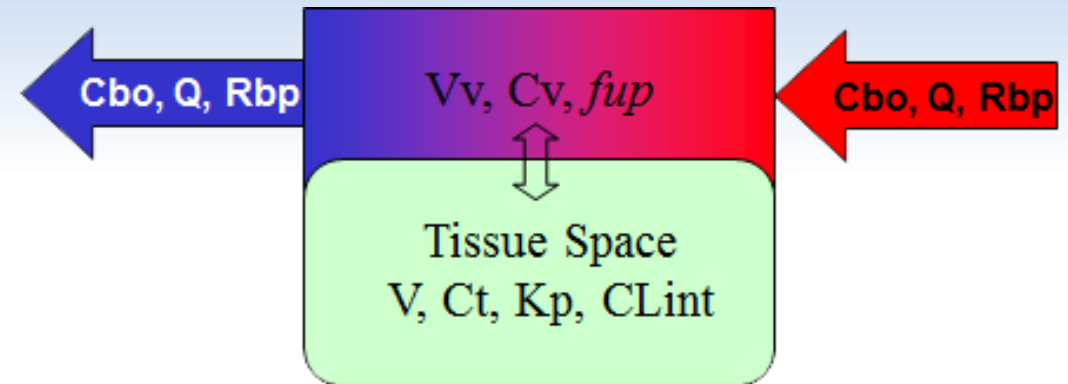 Cbo, Q, Rbp
Vv, Cv, fup
Cbo, Q, Rbp
Tissue Space
V, Ct, Kp, CLint